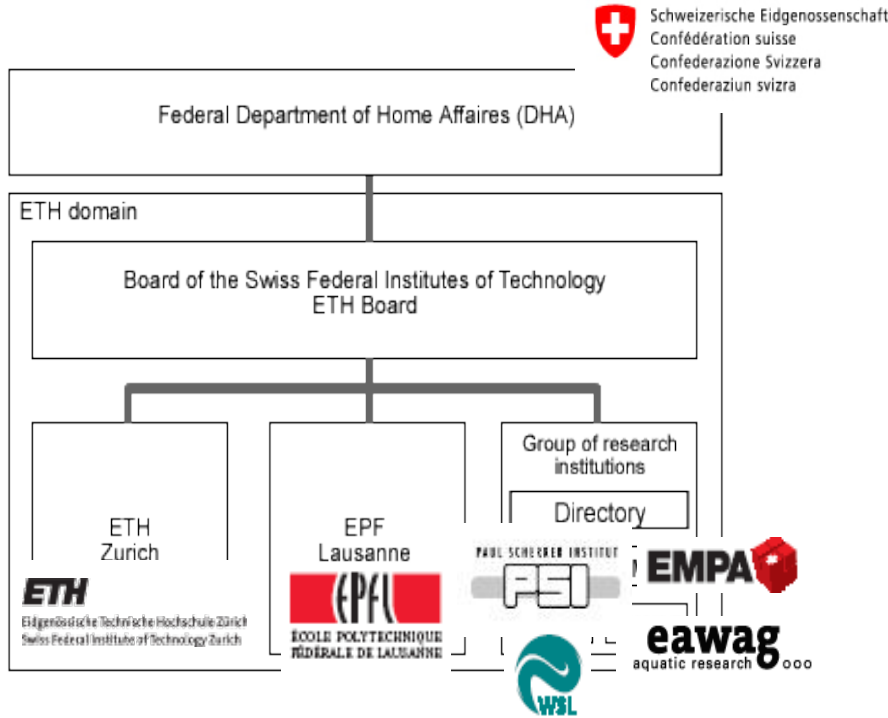 Schweizerische Eidgenossenschaft
Confédération suisse
Confederazione Svizzera
Confederaziun svizra
Federal Department of Home Affaires (DHA)
ETH domain
Board of the Swiss Federal Institutes of Technology
ETH Board
Group of research
institutions
Directory
ETH
Zurich
EPF
Lausanne
ETH
Eidgenössische Technische Hochschule Zürich
Swiss Federal Institute of Technology Zurich
EPFL
ÉCOLE POLYTECHNIQUE
FÉDÉRALE DE LAUSANNE
PAUL SCHERRER INSTITUT
PSI
EMPA
eawag
aquatic research
WSL